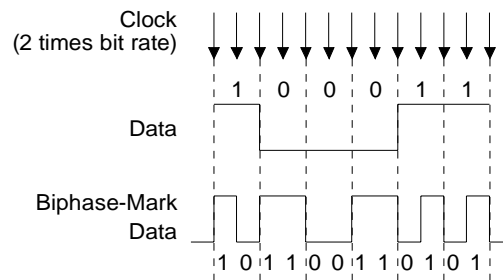 Clock
(2 times bit rate)
1 0 0 0 1 1
Data
Biphase-Mark
Data
1 0 1 1 0 0 1 1 0 1 0 1